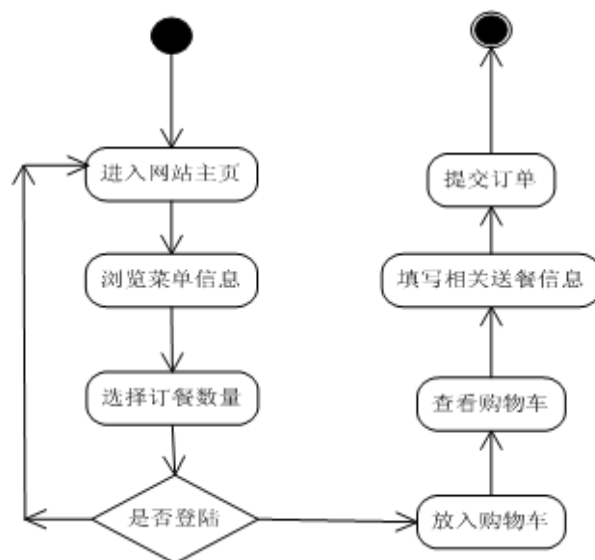 进入网站主页
浏览菜单信息
选择订餐数量
是否登陆
放入购物车
查看购物车
填写相关送餐信息
提交订单